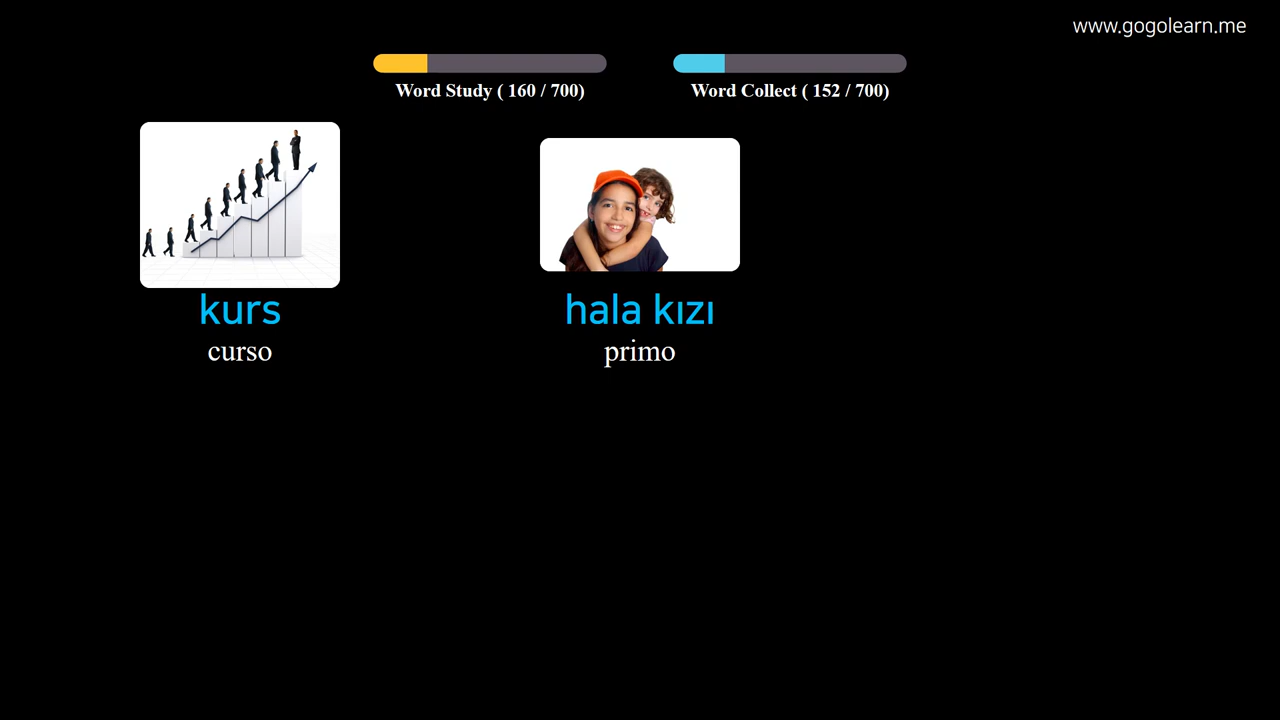 www.gogolearn.me
Word Study ( 160 / 700)
Word Collect ( 152 / 700)
kurs
curso
hala kızı
primo